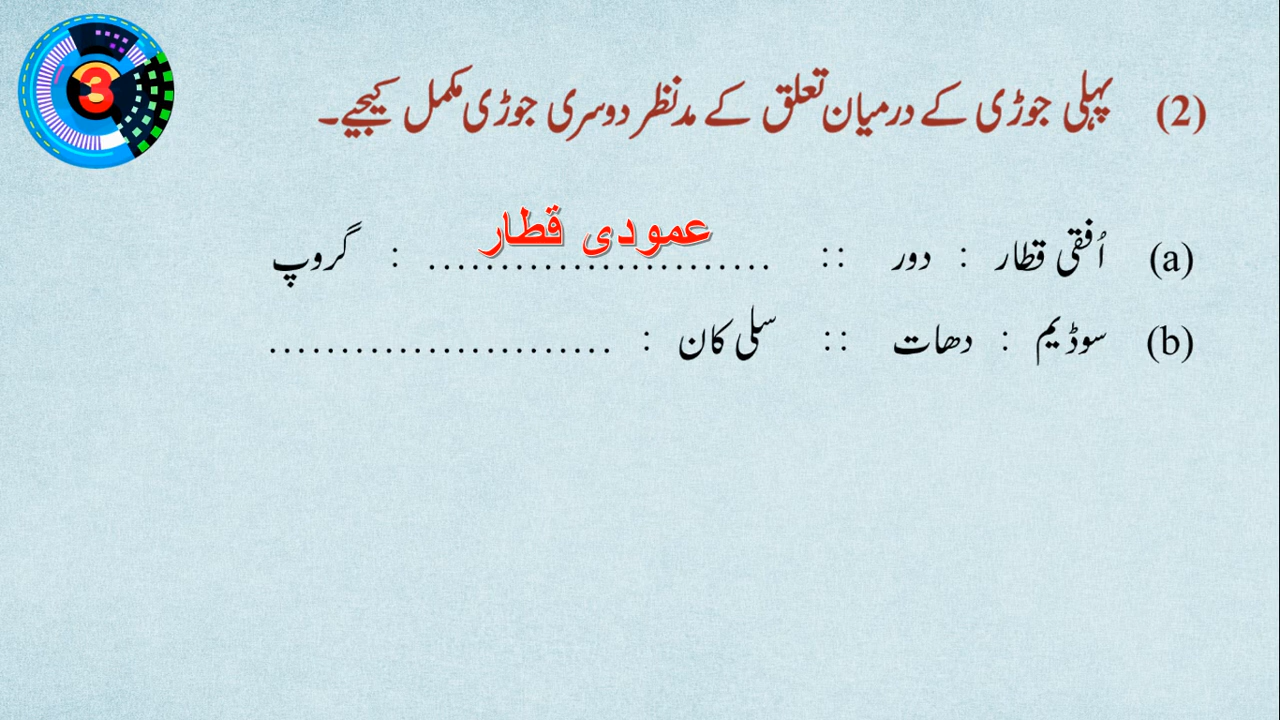 3
(2) پہلی جوڑی کے درمیان تعلق کے مدنظر دوسری جوڑی مکمل کیجیے۔
(a) اُفقی قطار : دور :: عمودی قطار ........................ : گروپ
(b) سوڈیم : دھات :: سلی کان : ........................